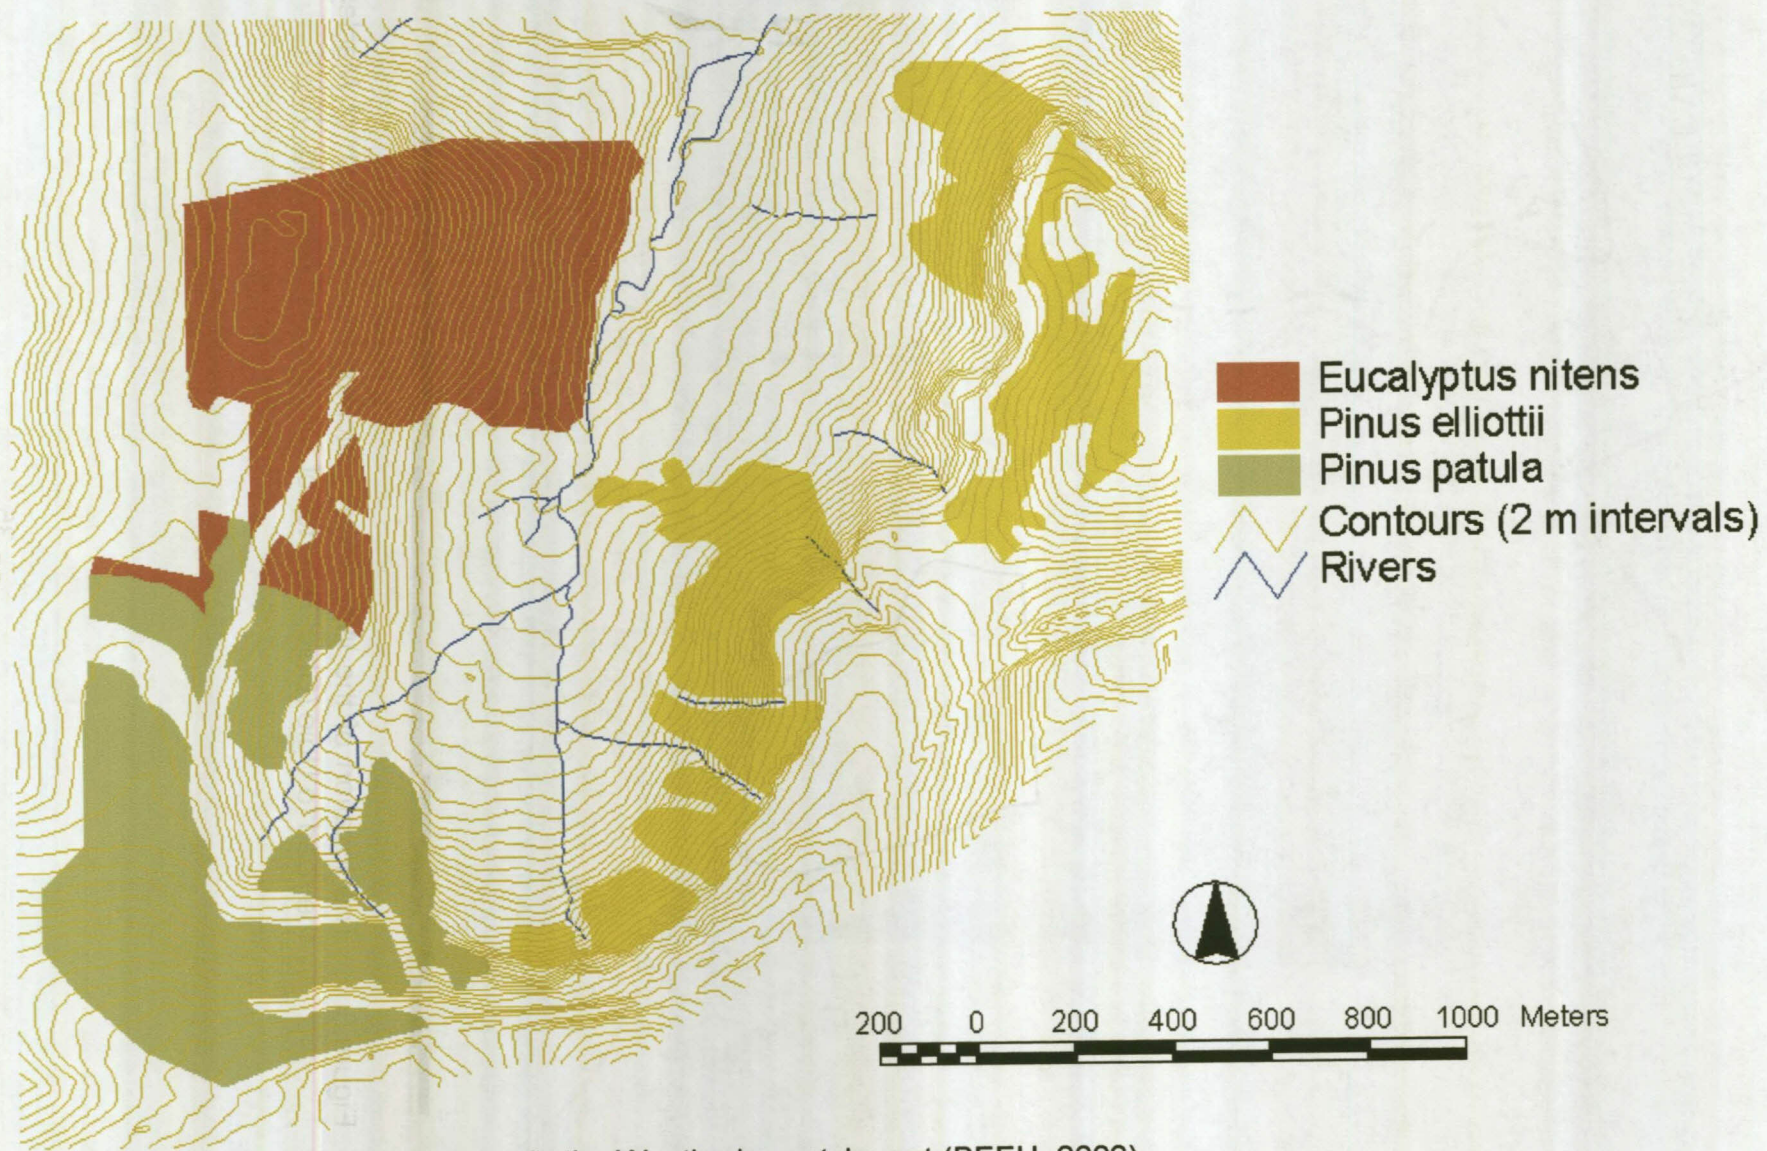 Eucalyptus nitens
Pinus elliottii
Pinus patula
Contours (2 m intervals)
Rivers
200 0 200 400 600 800 1000 Meters